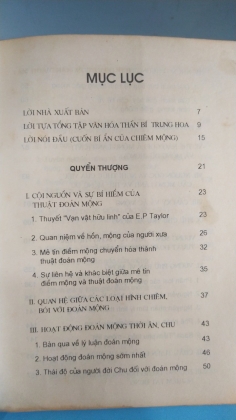 MỤC LỤC
LỜI NHÀ XUẤT BẢN 7
LỜI TỰA TỔNG TẬP VĂN HÓA THẦN BÍ TRUNG HOA 9
LỜI NÓI ĐẦU (CUỐN BÍ ẨN CỦA CHIÊM MỘNG) 15
QUYỂN THƯỢNG 21
I. CỘI NGUỒN VÀ SỰ BÍ HIỂM CỦA 23
THUẬT ĐOÁN MỘNG
1. Thuyết "Vạn vật hữu linh" của E.P Taylor 23
2. Quan niệm về hồn, mộng của người xưa 26
3. Mê tín điềm mộng chuyển hóa thành 32
thuật đoán mộng
4. Sự liên hệ và khác biệt giữa mê tín 35
điềm mộng và thuật đoán mộng
II. QUAN HỆ GIỮA CÁC LOẠI HÌNH CHIÊM, 37
BÓI VỚI ĐOÁN MỘNG
III. HOẠT ĐỘNG ĐOÁN MỘNG THỜI ÂN, CHU 43
1. Bàn qua về lý luận đoán mộng 43
2. Hoạt động đoán mộng sớm nhất 46
3. Thái độ của người đời Chu đối với đoán mộng 50